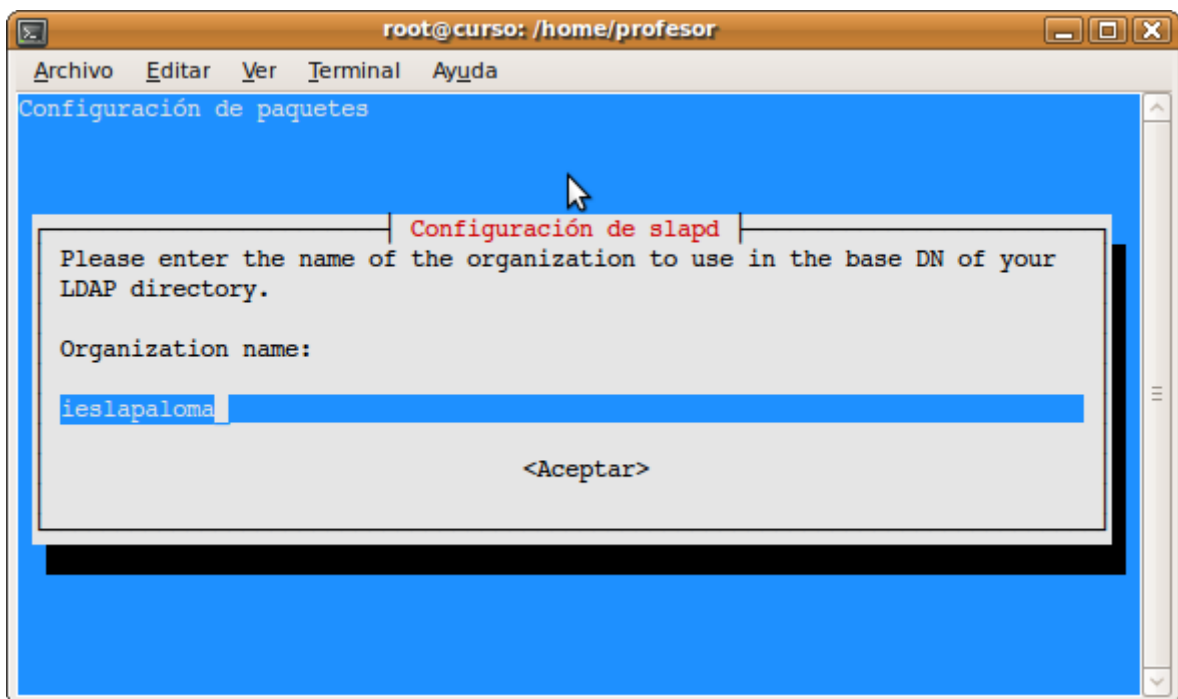 root@curso: /home/profesor
Archivo Editar Ver Terminal Ayuda
Configuración de paquetes
Configuración de slapd
Please enter the name of the organization to use in the base DN of your
LDAP directory.
Organization name:
ieslapaloma
<Aceptar>